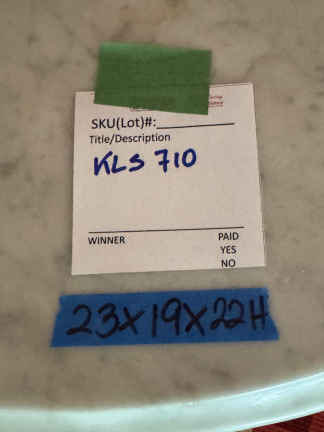 SKU(Lot)#:
Title/Description
KLS 710
WINNER PAID
YES
NO
23X19X22H